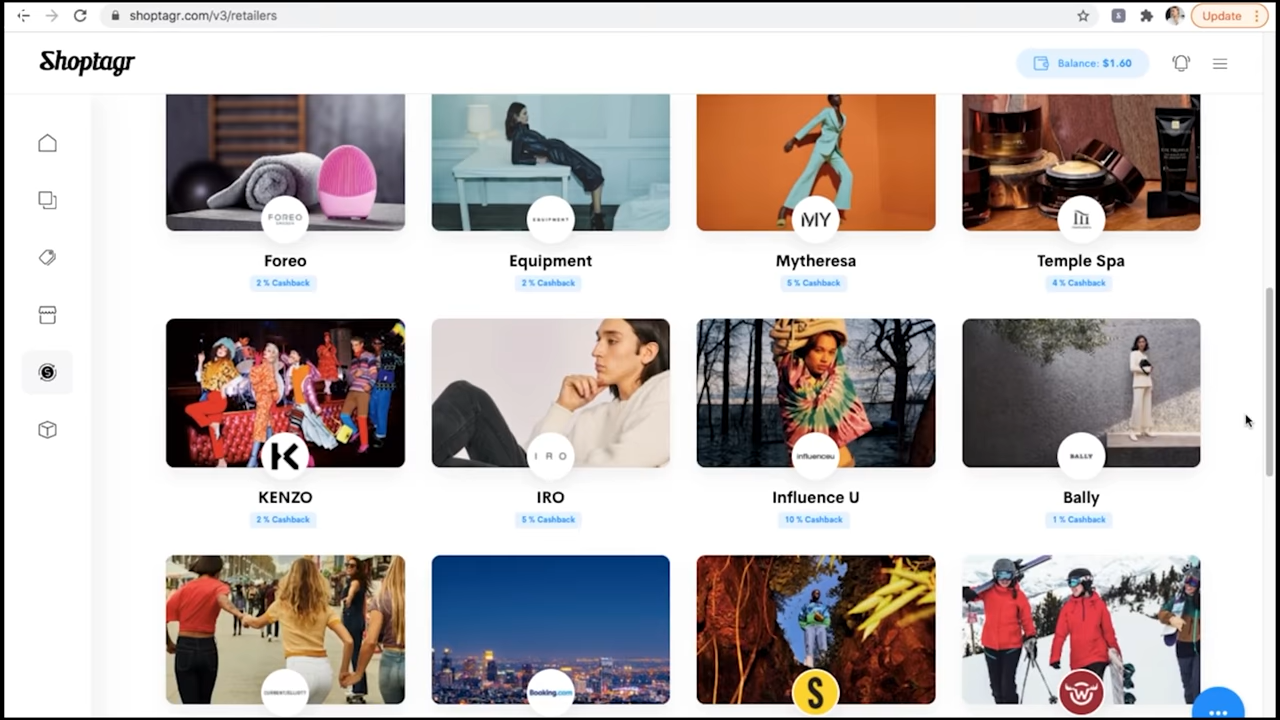 shoptagr.com/v3/retailers
Update
Shoptagr
Balance: $1.60
FOREO
EQUIPMENT
MY
Foreo
Equipment
Mytheresa
Temple Spa
2 % Cashback
2 % Cashback
5 % Cashback
4 % Cashback
K
IRO
influenceu
BALLY
KENZO
IRO
Influence U
Bally
2 % Cashback
5 % Cashback
10 % Cashback
1 % Cashback
Booking.com
S
W